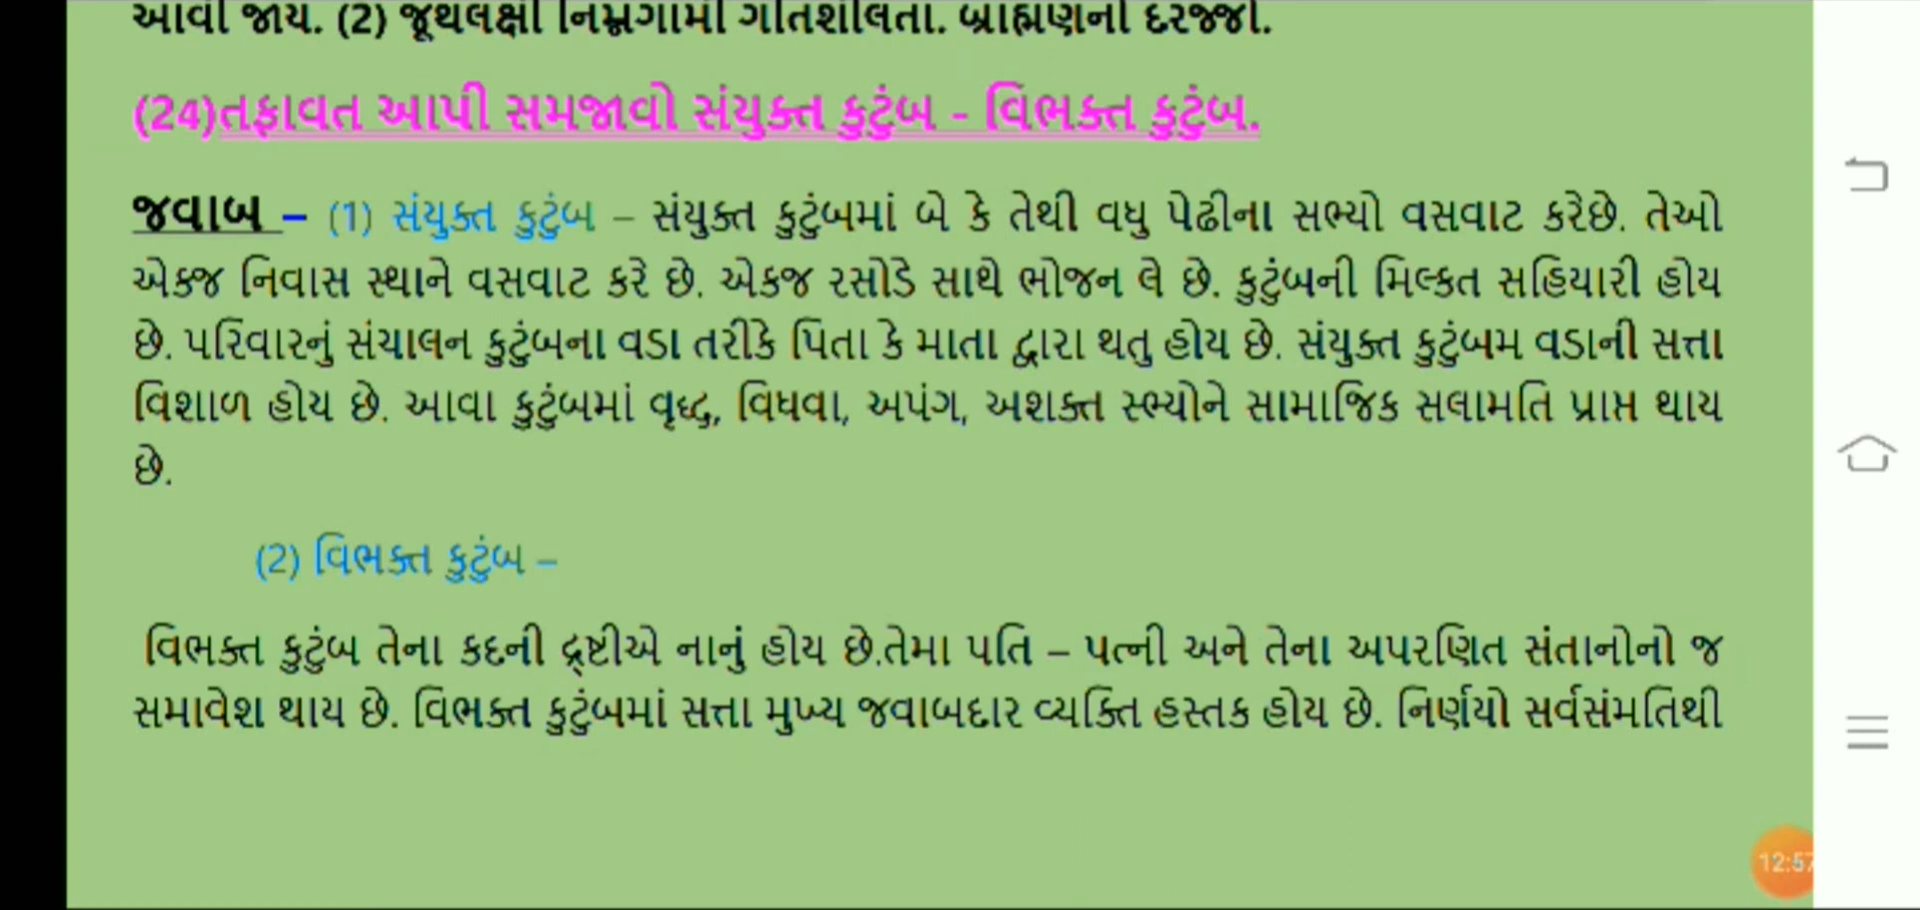 આવી જાય. (2) જૂથલક્ષી નિમ્નગામી ગતિશીલતા. બ્રાહ્મણનો દરજ્જો.
(24)તફાવત આપી સમજાવો સંયુક્ત કુટુંબ - વિભક્ત કુટુંબ.
જવાબ – (1) સંયુક્ત કુટુંબ – સંયુક્ત કુટુંબમાં બે કે તેથી વધુ પેઢીના સભ્યો વસવાટ કરેછે. તેઓ
એકજ નિવાસ સ્થાને વસવાટ કરે છે. એકજ રસોડે સાથે ભોજન લે છે. કુટુંબની મિલ્કત સહિયારી હોય
છે. પરિવારનું સંચાલન કુટુંબના વડા તરીકે પિતા કે માતા દ્વારા થતુ હોય છે. સંયુક્ત કુટુંબમ વડાની સત્તા
વિશાળ હોય છે. આવા કુટુંબમાં વૃધ્ધ, વિધવા, અપંગ, અશક્ત સ્ભ્યોને સામાજિક સલામતિ પ્રાપ્ત થાય
છે.
(2) વિભક્ત કુટુંબ –
વિભક્ત કુટુંબ તેના કદની દ્રૃષ્ટીએ નાનું હોય છે.તેમા પતિ – પત્ની અને તેના અપરણિત સંતાનોનો જ
સમાવેશ થાય છે. વિભક્ત કુટુંબમાં સત્તા મુખ્ય જવાબદાર વ્યક્તિ હસ્તક હોય છે. નિર્ણયો સર્વસંમતિથી
12:57